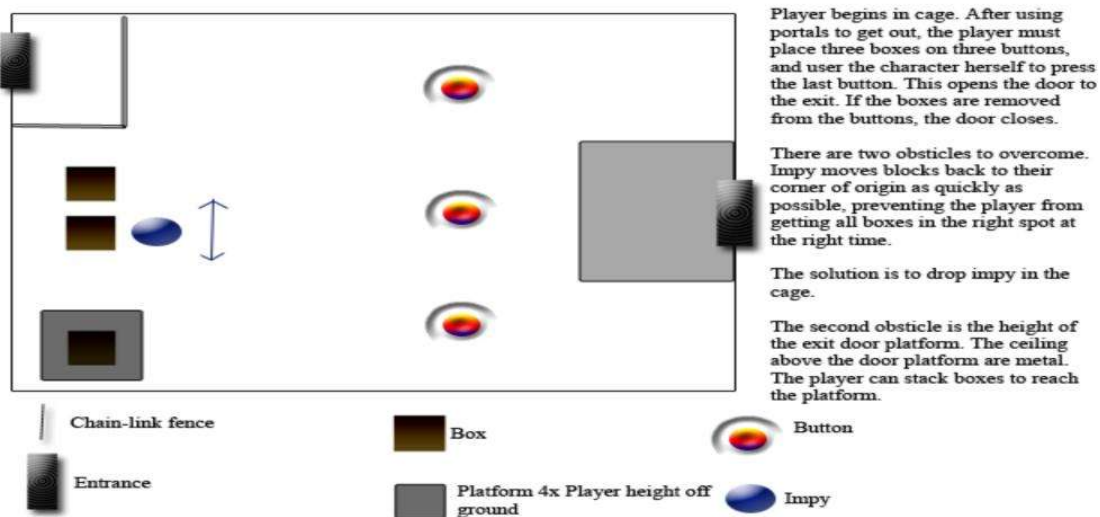 Player begins in cage. After using
portals to get out, the player must
place three boxes on three buttons,
and user the character herself to press
the last button. This opens the door to
the exit. If the boxes are removed
from the buttons, the door closes.
There are two obstacles to overcome.
Impy moves blocks back to their
corner of origin as quickly as
possible, preventing the player from
getting all boxes in the right spot at
the right time.
The solution is to drop impy in the
cage.
The second obstacle is the height of
the exit door platform. The ceiling
above the door platform are metal.
The player can stack boxes to reach
the platform.
Chain-link fence
Box
Button
Entrance
Platform 4x Player height off
ground
Impy